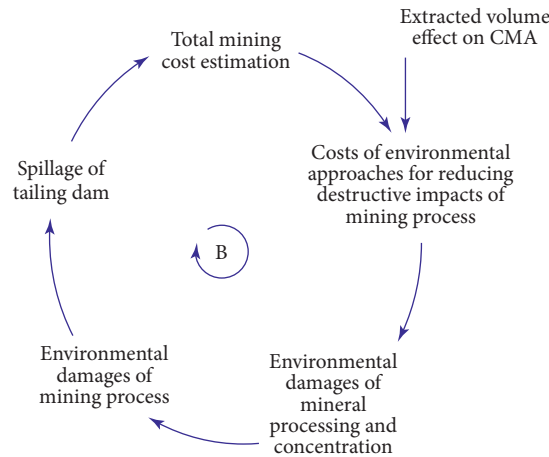 Extracted volume
effect on CMA
Total mining
cost estimation
Costs of environmental
approaches for reducing
destructive impacts of
mining process
Spillage of
tailing dam
B
Environmental
damages of
mining process
Environmental
damages of
mineral
processing and
concentration